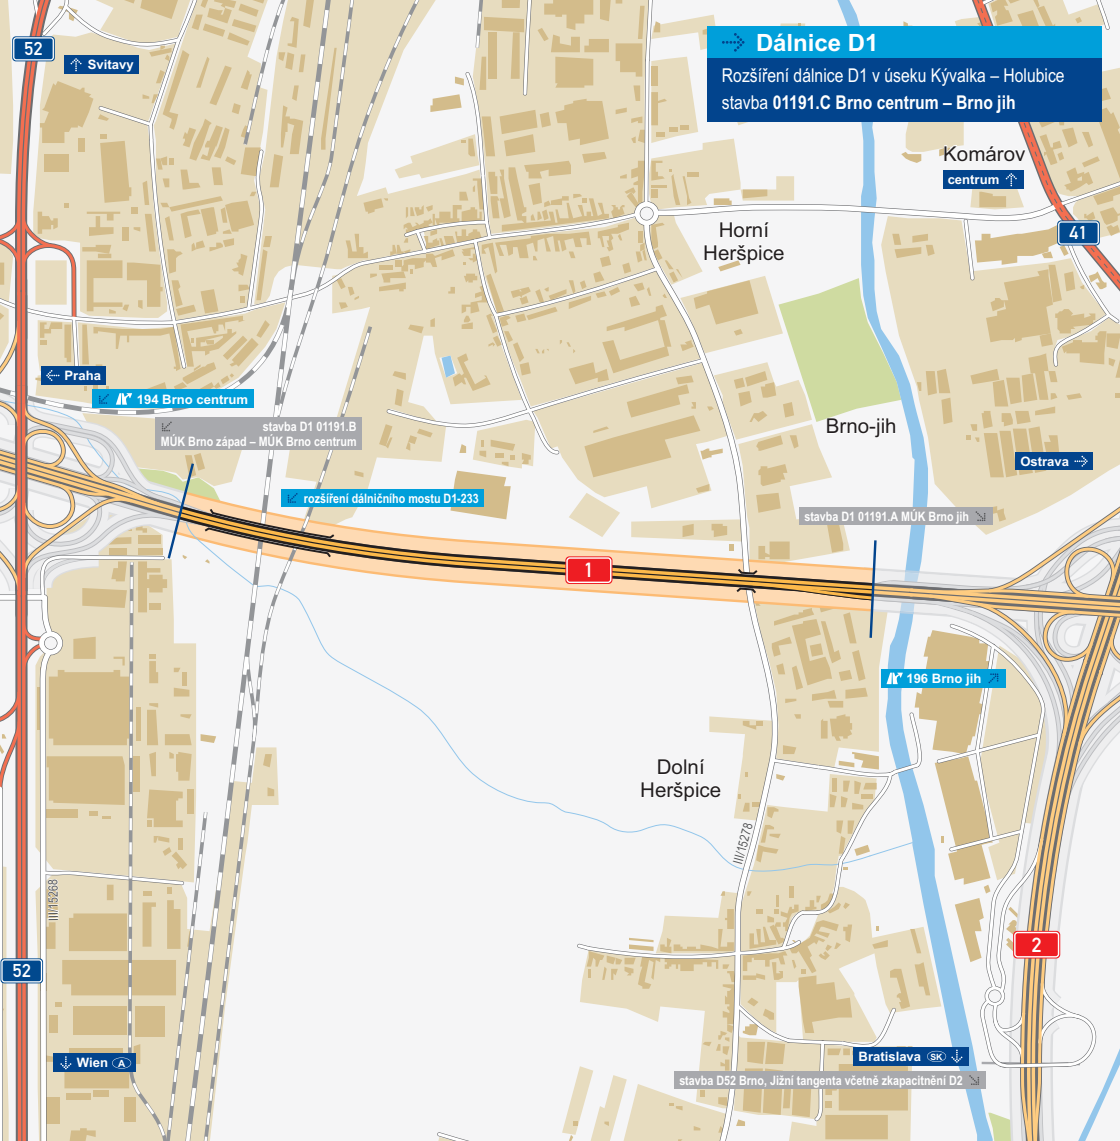 Dálnice D1
Rozšíření dálnice D1 v úseku Kývalka – Holubice
stavba 01191.C Brno centrum – Brno jih
52
Svitavy
Komárov
centrum
41
Horní
Heršpice
Praha
194 Brno centrum
stavba D1 01191.B
MÚK Brno západ – MÚK Brno centrum
Brno-jih
Ostrava
rozšíření dálničního mostu D1-233
stavba D1 01191.A MÚK Brno jih
1
196 Brno jih
Dolní
Heršpice
III/15278
III/15268
2
52
Wien A
Bratislava SK
stavba D52 Brno, Jižní tangenta včetně zkapacitnění D2